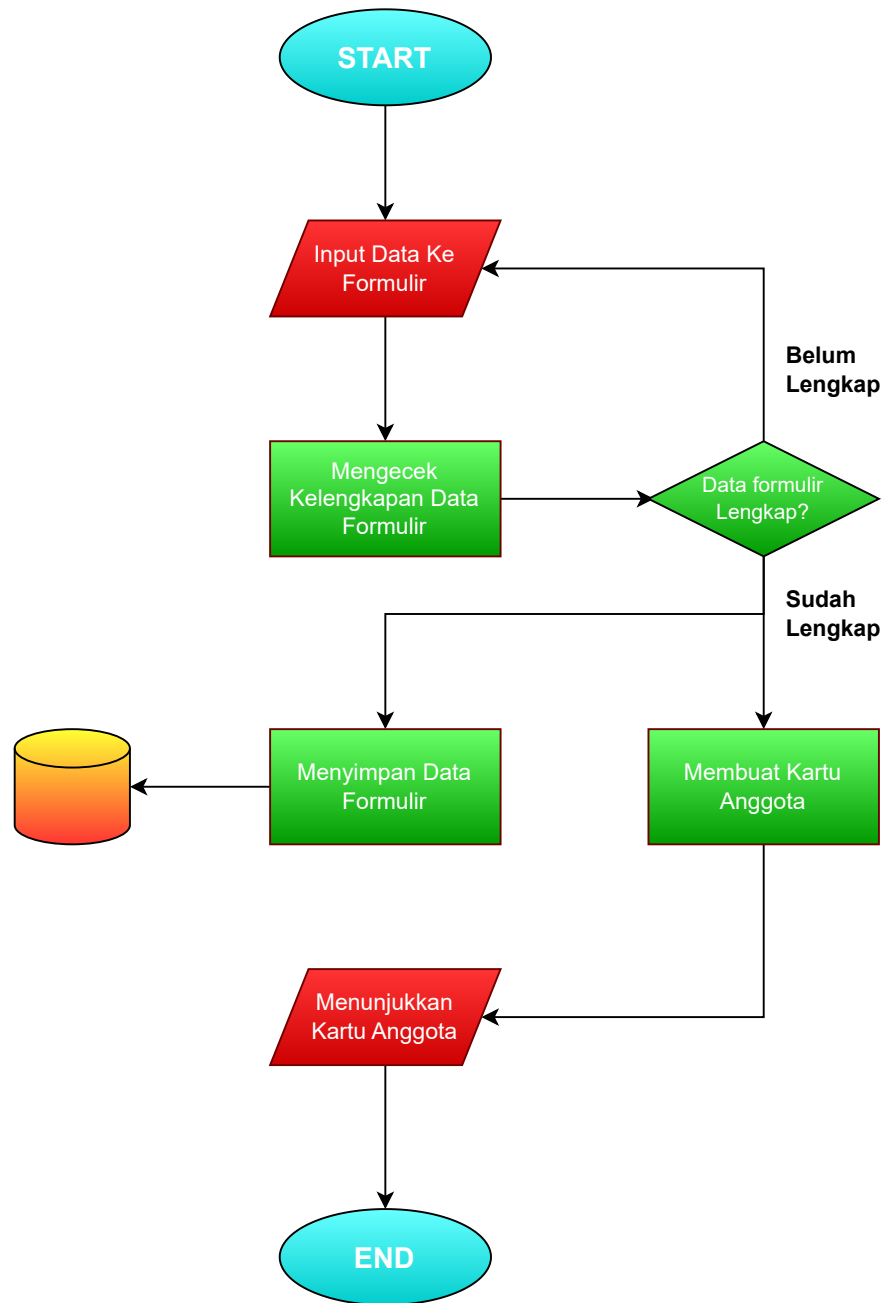 START
Input Data Ke
Formulir
Belum
Lengkap
Mengecek
Kelengkapan Data
Formulir
Data formulir
Lengkap?
Sudah
Lengkap
Menyimpan Data
Formulir
Membuat Kartu
Anggota
Menunjukkan
Kartu Anggota
END